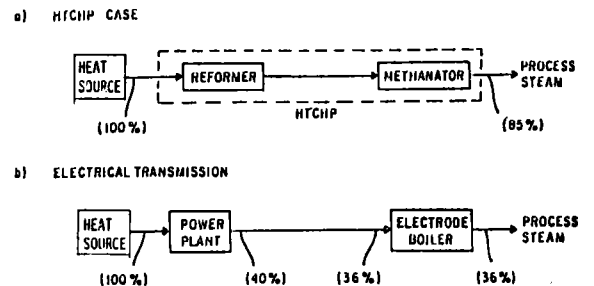 a) HTCHP CASE
HEAT SOURCE
REFORMER
METHANATOR
PROCESS STEAM
HTCHP
(100%)
(85%)
b) ELECTRICAL TRANSMISSION
HEAT SOURCE
POWER PLANT
ELECTRODE BOILER
PROCESS STEAM
(100%)
(40%)
(36%)
(36%)